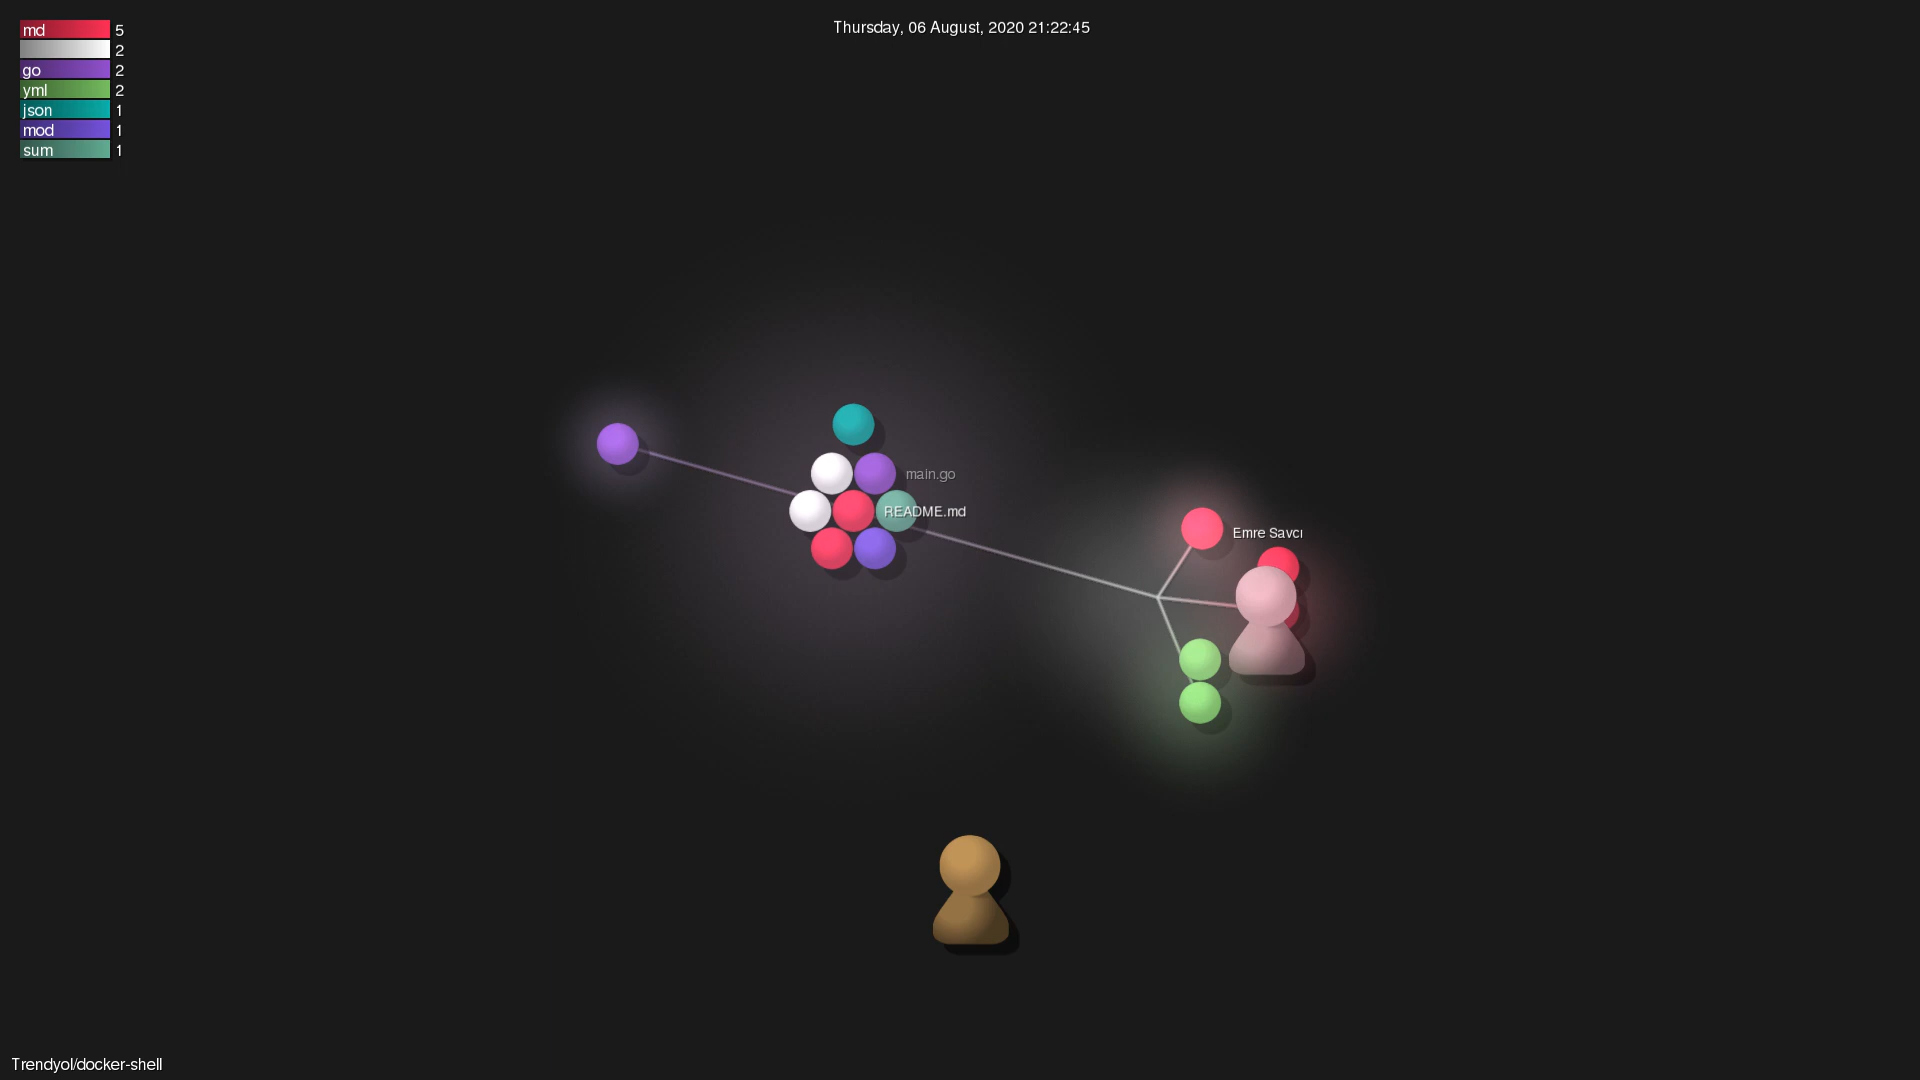 Thursday, 06 August, 2020 21:22:45
md 5
2
go 2
yml 2
json 1
mod 1
sum 1
main.go
README.md
Emre Savcı
Trendyol/docker-shell